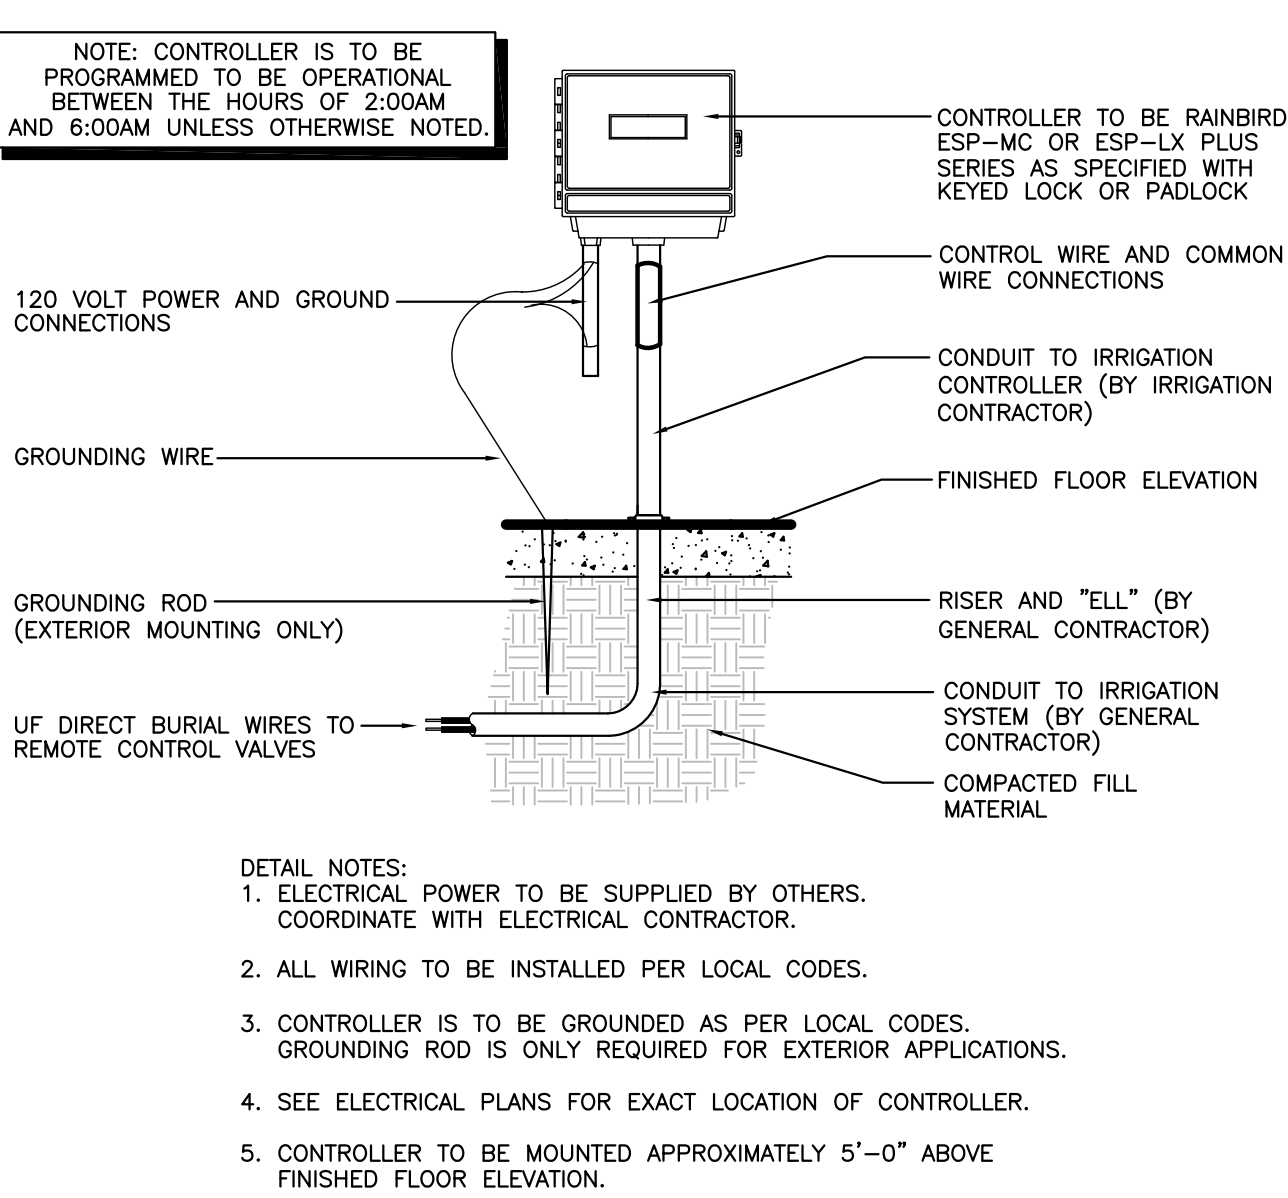 NOTE: CONTROLLER IS TO BE
PROGRAMMED TO BE OPERATIONAL
BETWEEN THE HOURS OF 2:00AM
AND 6:00AM UNLESS OTHERWISE NOTED.
CONTROLLER TO BE RAINBIRD
ESP-MC OR ESP-LX PLUS
SERIES AS SPECIFIED WITH
KEYED LOCK OR PADLOCK
CONTROL WIRE AND COMMON
WIRE CONNECTIONS
120 VOLT POWER AND GROUND
CONNECTIONS
CONDUIT TO IRRIGATION
CONTROLLER (BY IRRIGATION
CONTRACTOR)
GROUNDING WIRE
FINISHED FLOOR ELEVATION
GROUNDING ROD
(EXTERIOR MOUNTING ONLY)
RISER AND "ELL" (BY
GENERAL CONTRACTOR)
CONDUIT TO IRRIGATION
SYSTEM (BY GENERAL
CONTRACTOR)
UF DIRECT BURIAL WIRES TO
REMOTE CONTROL VALVES
COMPACTED FILL
MATERIAL
DETAIL NOTES:
1. ELECTRICAL POWER TO BE SUPPLIED BY OTHERS.
COORDINATE WITH ELECTRICAL CONTRACTOR.
2. ALL WIRING TO BE INSTALLED PER LOCAL CODES.
3. CONTROLLER IS TO BE GROUNDED AS PER LOCAL CODES.
GROUNDING ROD IS ONLY REQUIRED FOR EXTERIOR APPLICATIONS.
4. SEE ELECTRICAL PLANS FOR EXACT LOCATION OF CONTROLLER.
5. CONTROLLER TO BE MOUNTED APPROXIMATELY 5'-0" ABOVE
FINISHED FLOOR ELEVATION.